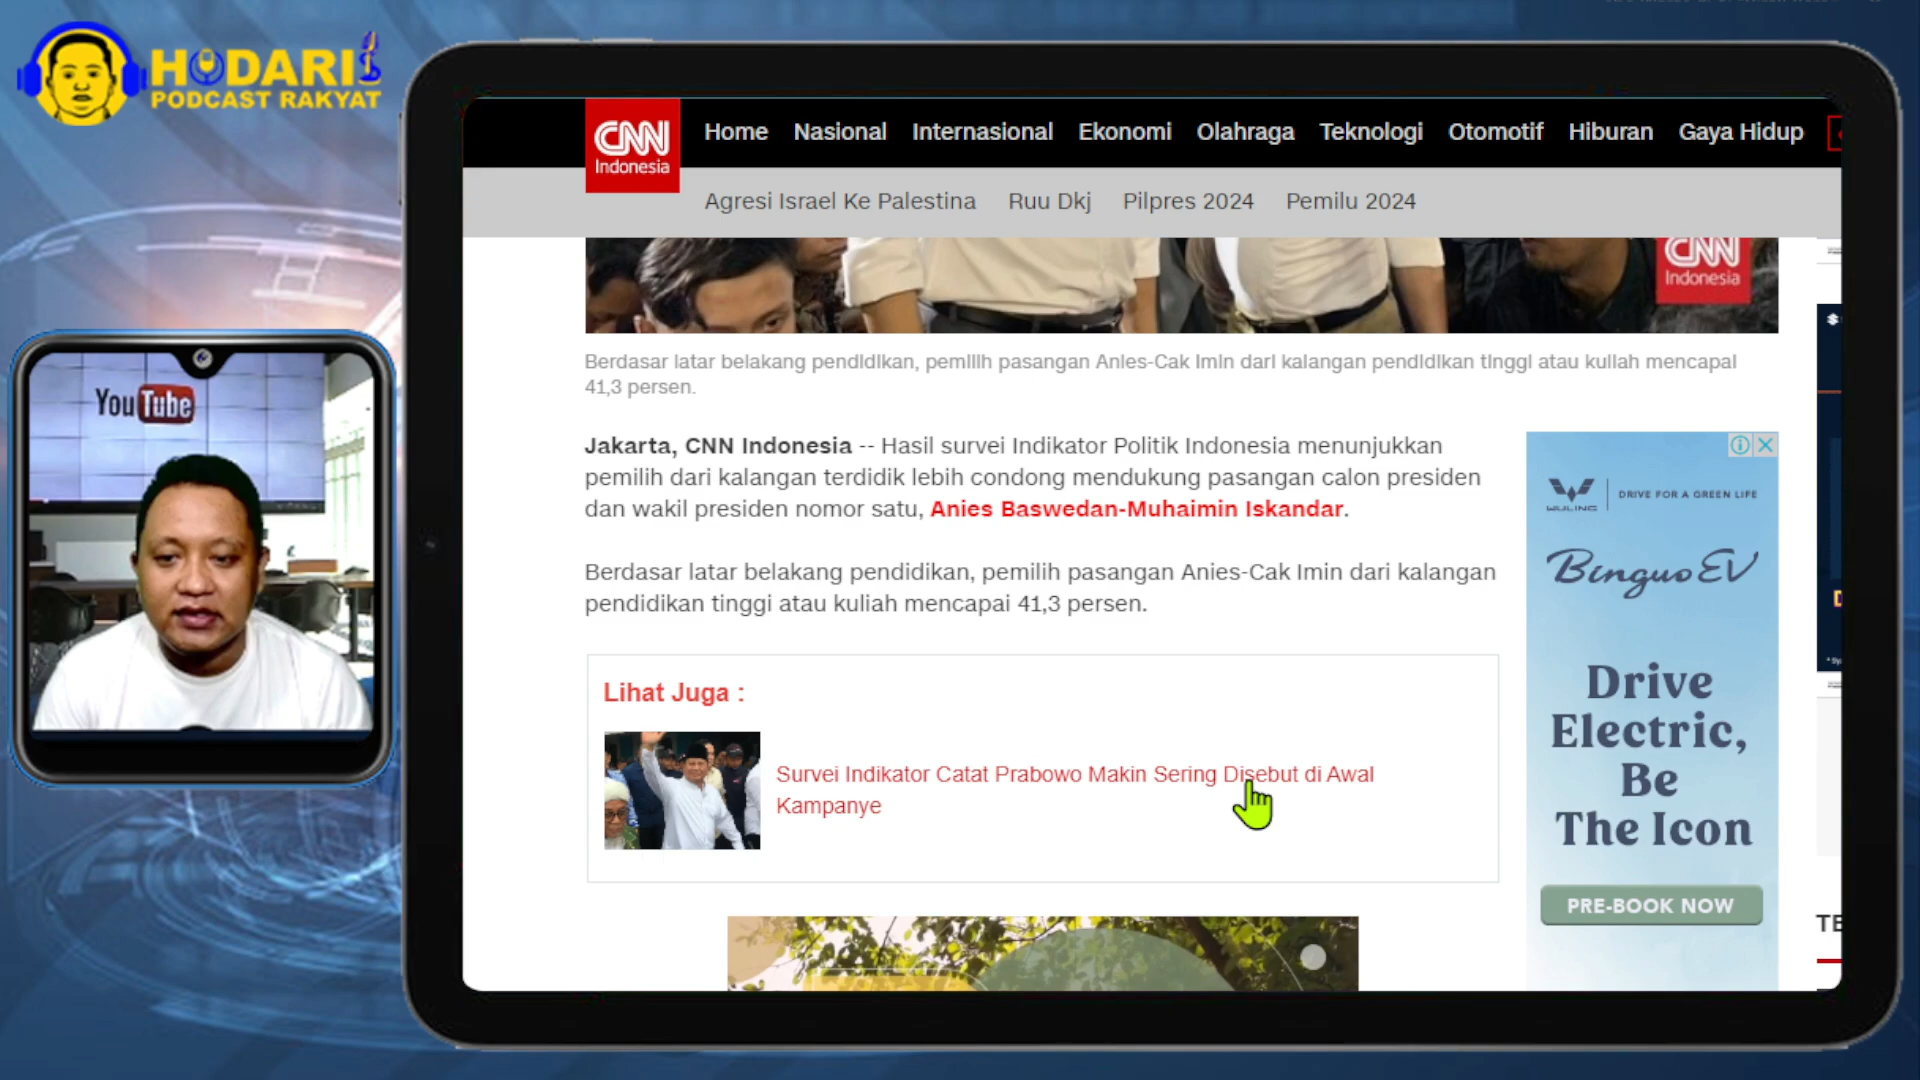 HODARI
PODCAST RAKYAT
YouTube
CNN
Indonesia
Home Nasional Internasional Ekonomi Olahraga Teknologi Otomotif Hiburan Gaya Hidup
Agresi Israel Ke Palestina Ruu Dkj Pilpres 2024 Pemilu 2024
CNN
Indonesia
Berdasar latar belakang pendidikan, pemilih pasangan Anies-Cak Imin dari kalangan pendidikan tinggi atau kuliah mencapai
41,3 persen.
Jakarta, CNN Indonesia -- Hasil survei Indikator Politik Indonesia menunjukkan
pemilih dari kalangan terdidik lebih condong mendukung pasangan calon presiden
dan wakil presiden nomor satu, Anies Baswedan-Muhaimin Iskandar.
Berdasar latar belakang pendidikan, pemilih pasangan Anies-Cak Imin dari kalangan
pendidikan tinggi atau kuliah mencapai 41,3 persen.
Lihat Juga :
Survei Indikator Catat Prabowo Makin Sering Disebut di Awal
Kampanye
WULING
DRIVE FOR A GREEN LIFE
Binguo EV
Drive
Electric,
Be
The Icon
PRE-BOOK NOW
TE